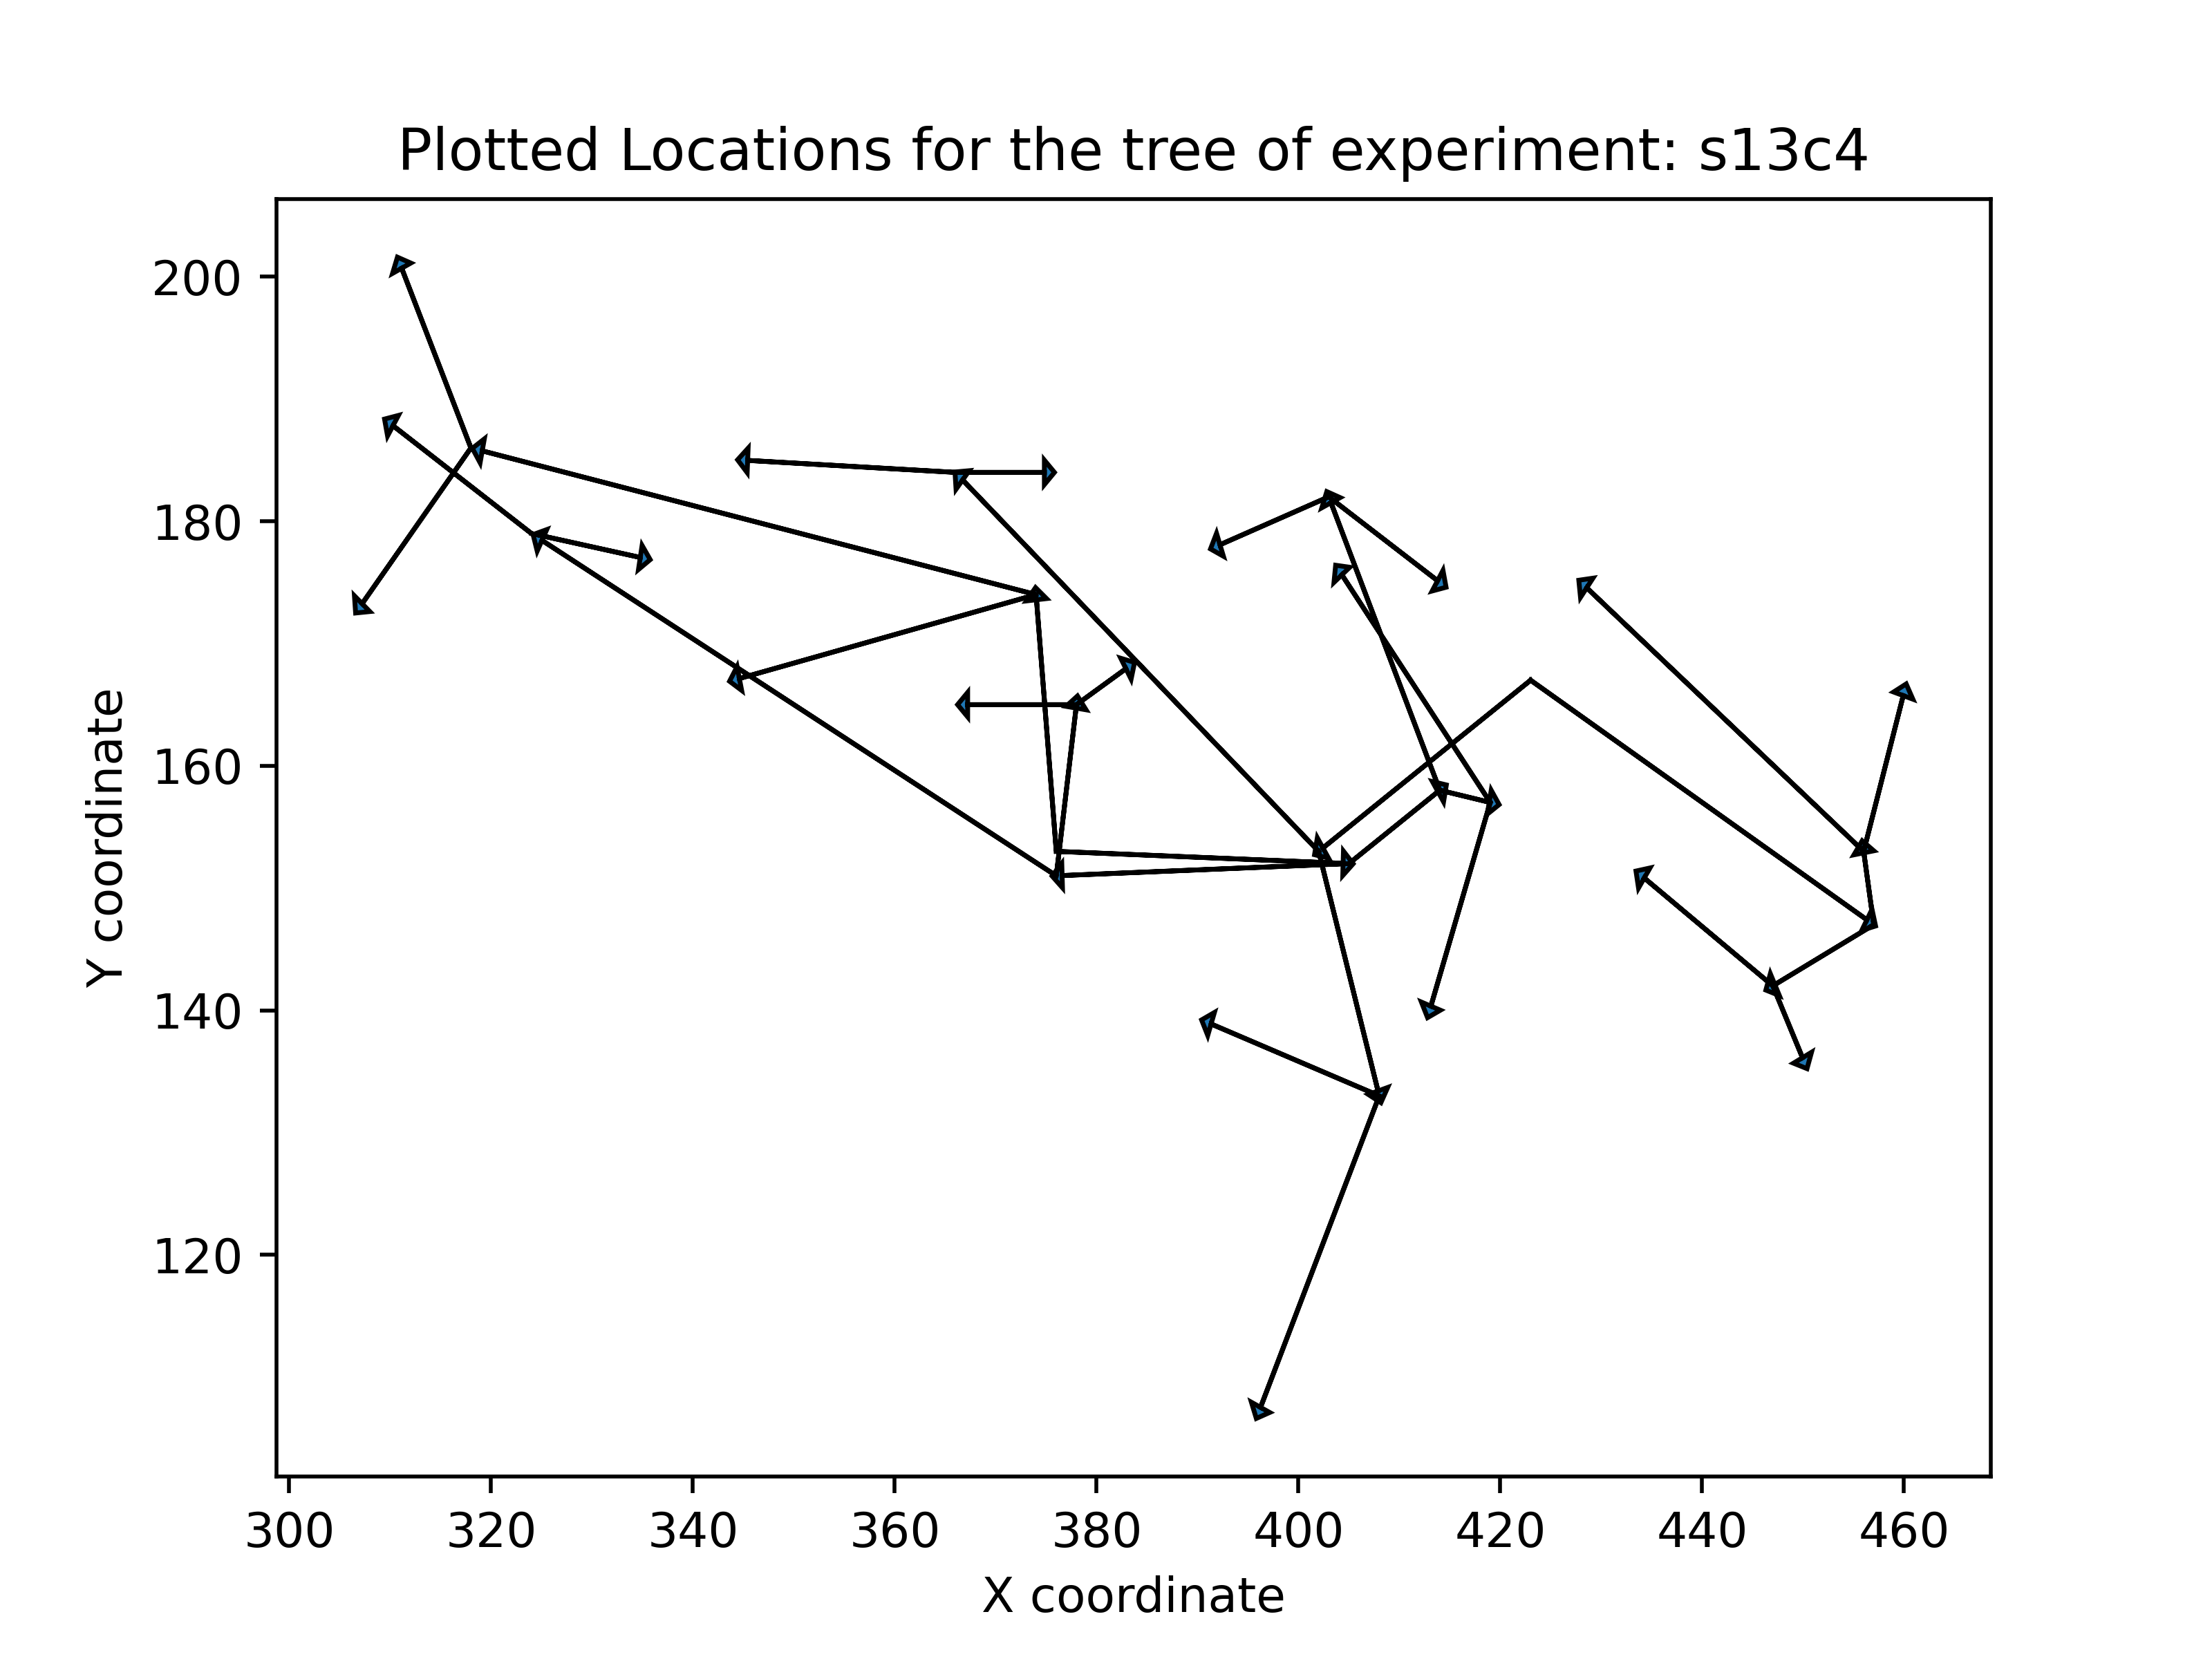 Plotted Locations for the tree of experiment: s13c4
200
180
160
140
120
Y coordinate
300 320 340 360 380 400 420 440 460
X coordinate